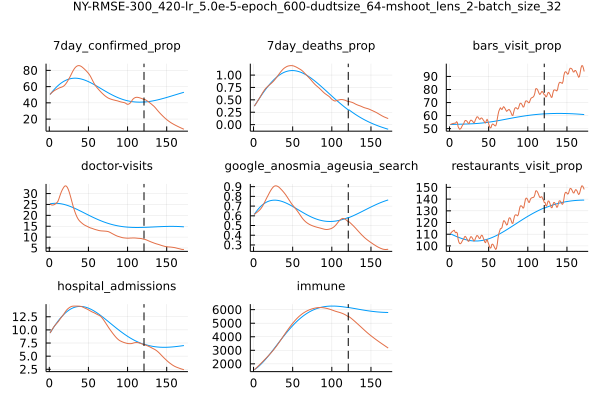 NY-RMSE-300_420-lr_5.0e-5-epoch_600-dudtsize_64-mshoot_lens_2-batch_size_32
7day_confirmed_prop
80
60
40
20
0 50 100 150
7day_deaths_prop
1.00
0.75
0.50
0.25
0.00
0 50 100 150
bars_visit_prop
90
80
70
60
50
0 50 100 150
doctor-visits
30
25
20
15
10
5
0 50 100 150
google_anosmia_ageusia_search
0.9
0.8
0.7
0.6
0.5
0.4
0.3
0 50 100 150
restaurants_visit_prop
150
140
130
120
110
100
0 50 100 150
hospital_admissions
12.5
10.0
7.5
5.0
2.5
0 50 100 150
immune
6000
5000
4000
3000
2000
0 50 100 150